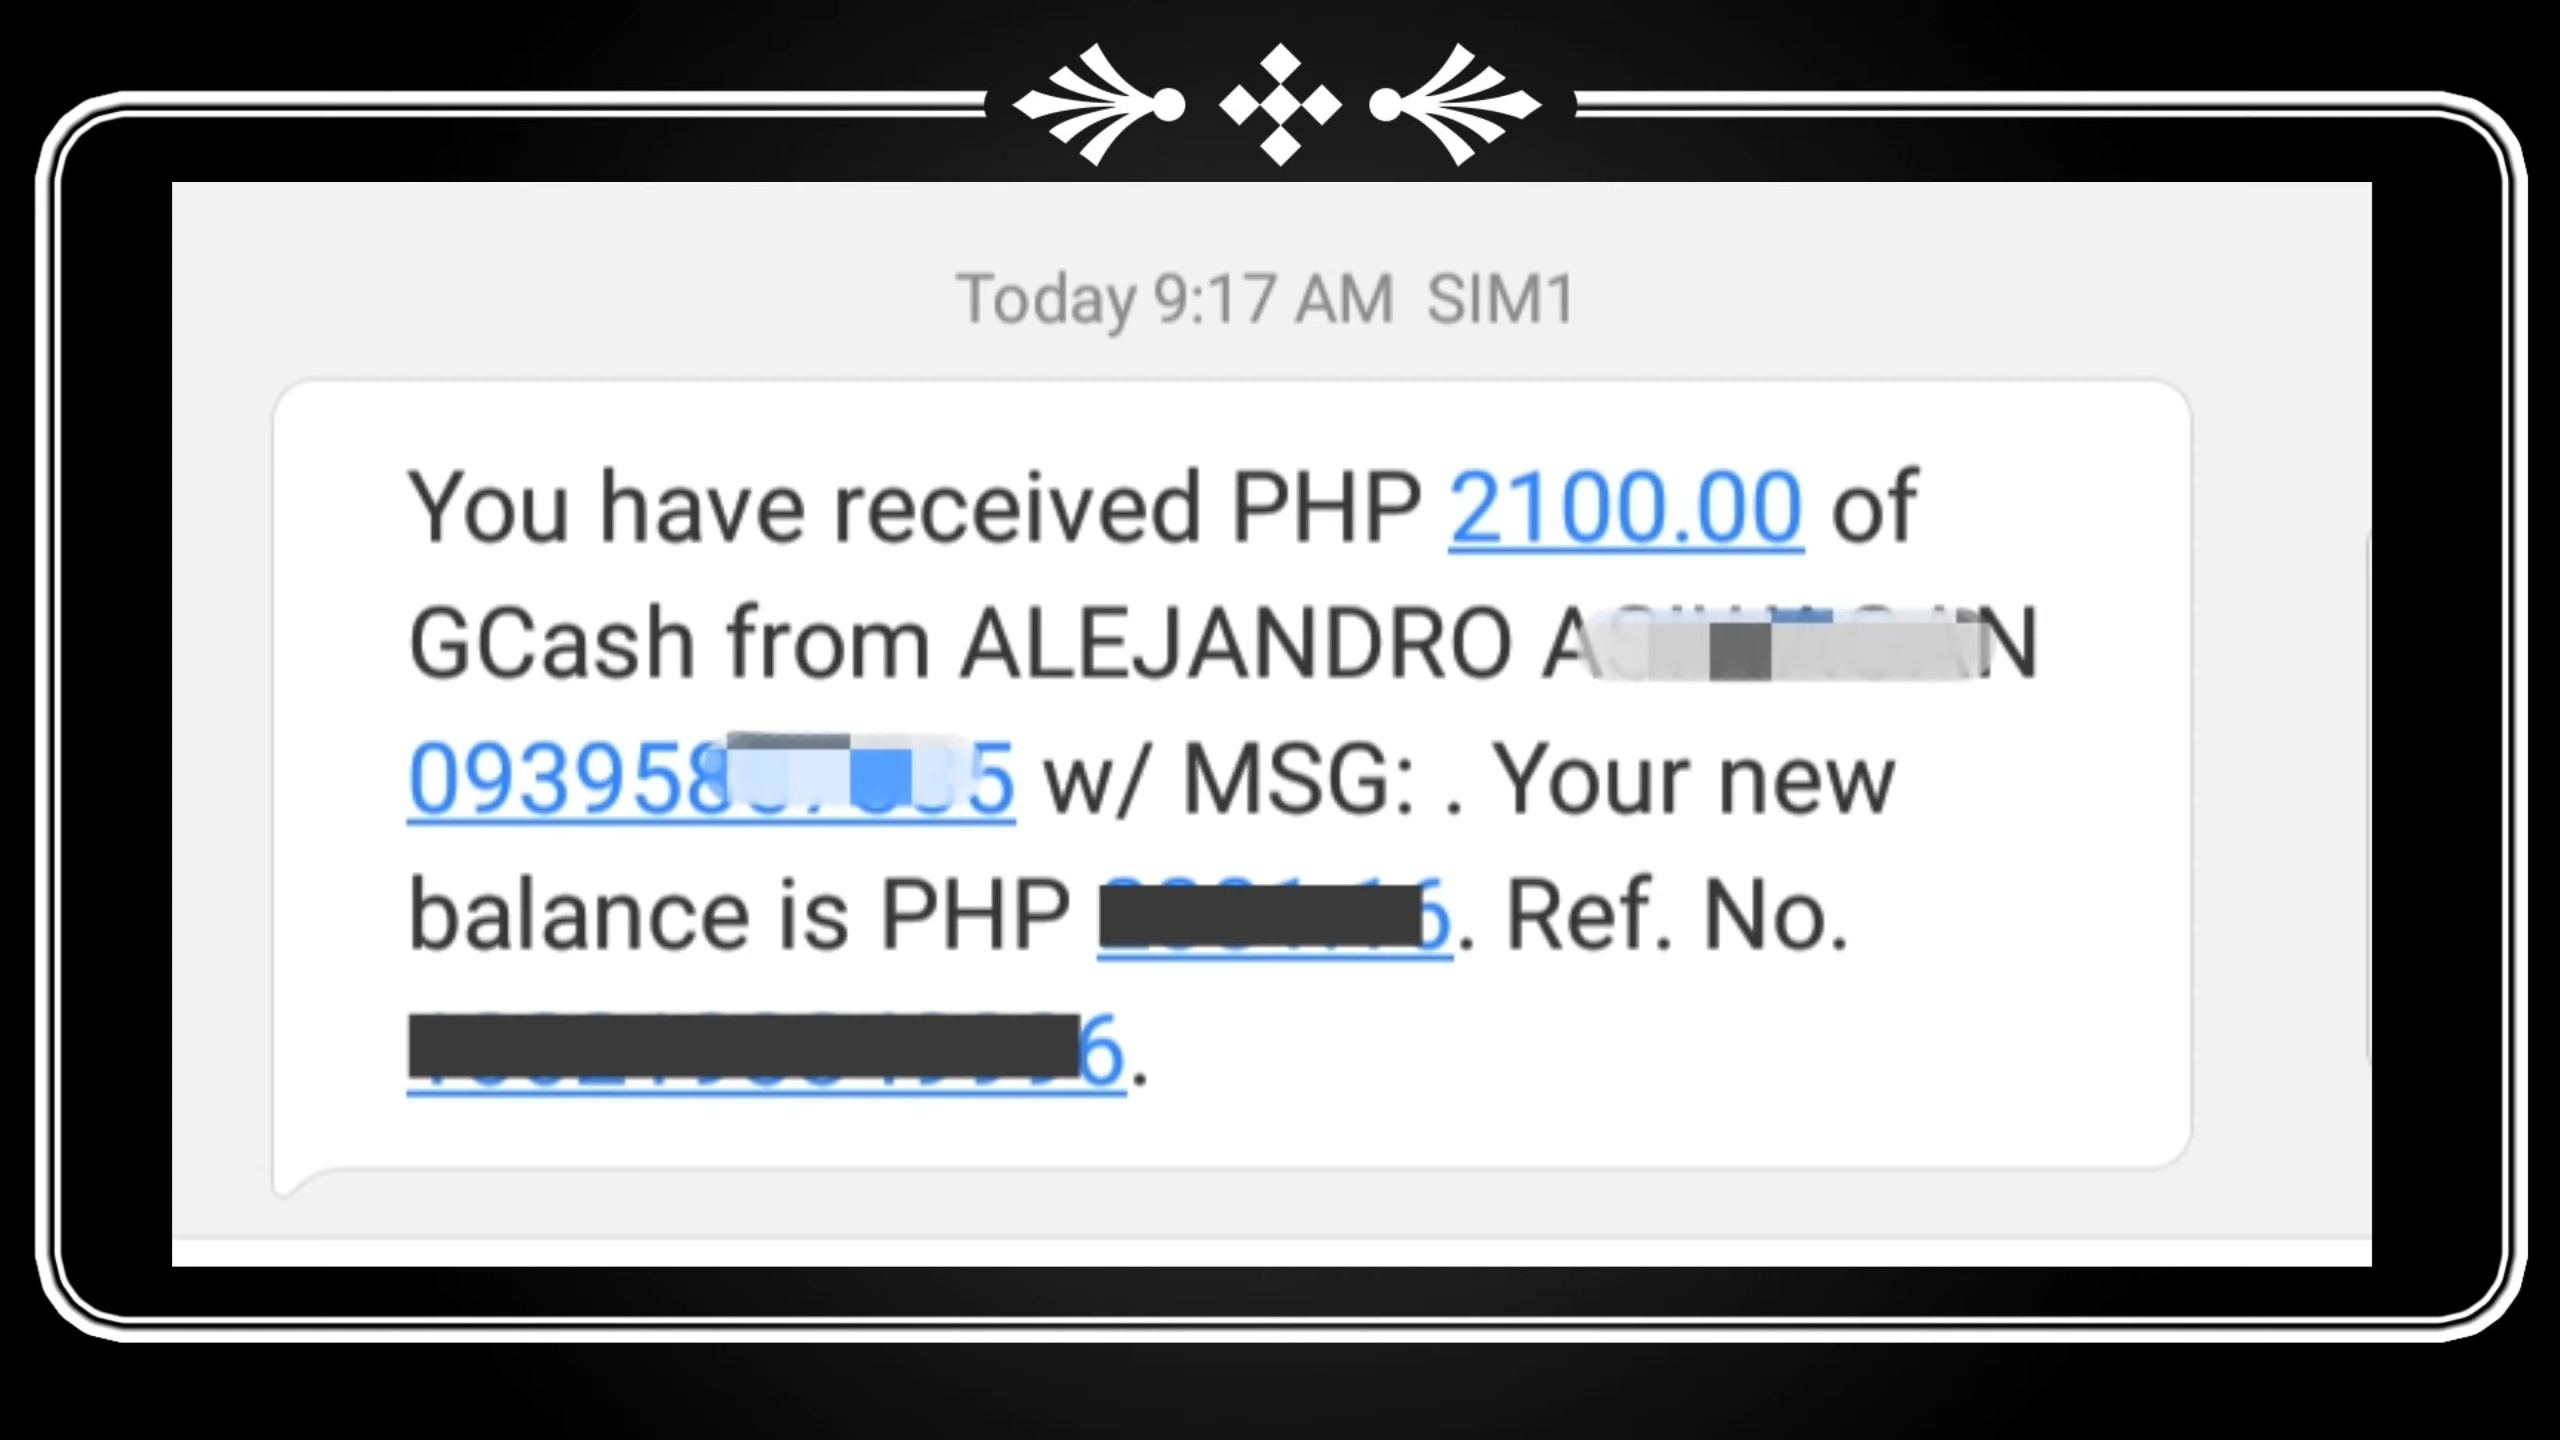 Today 9:17 AM SIM1
You have received PHP 2100.00 of
GCash from ALEJANDRO
w/ MSG: . Your new
balance is PHP . Ref. No.